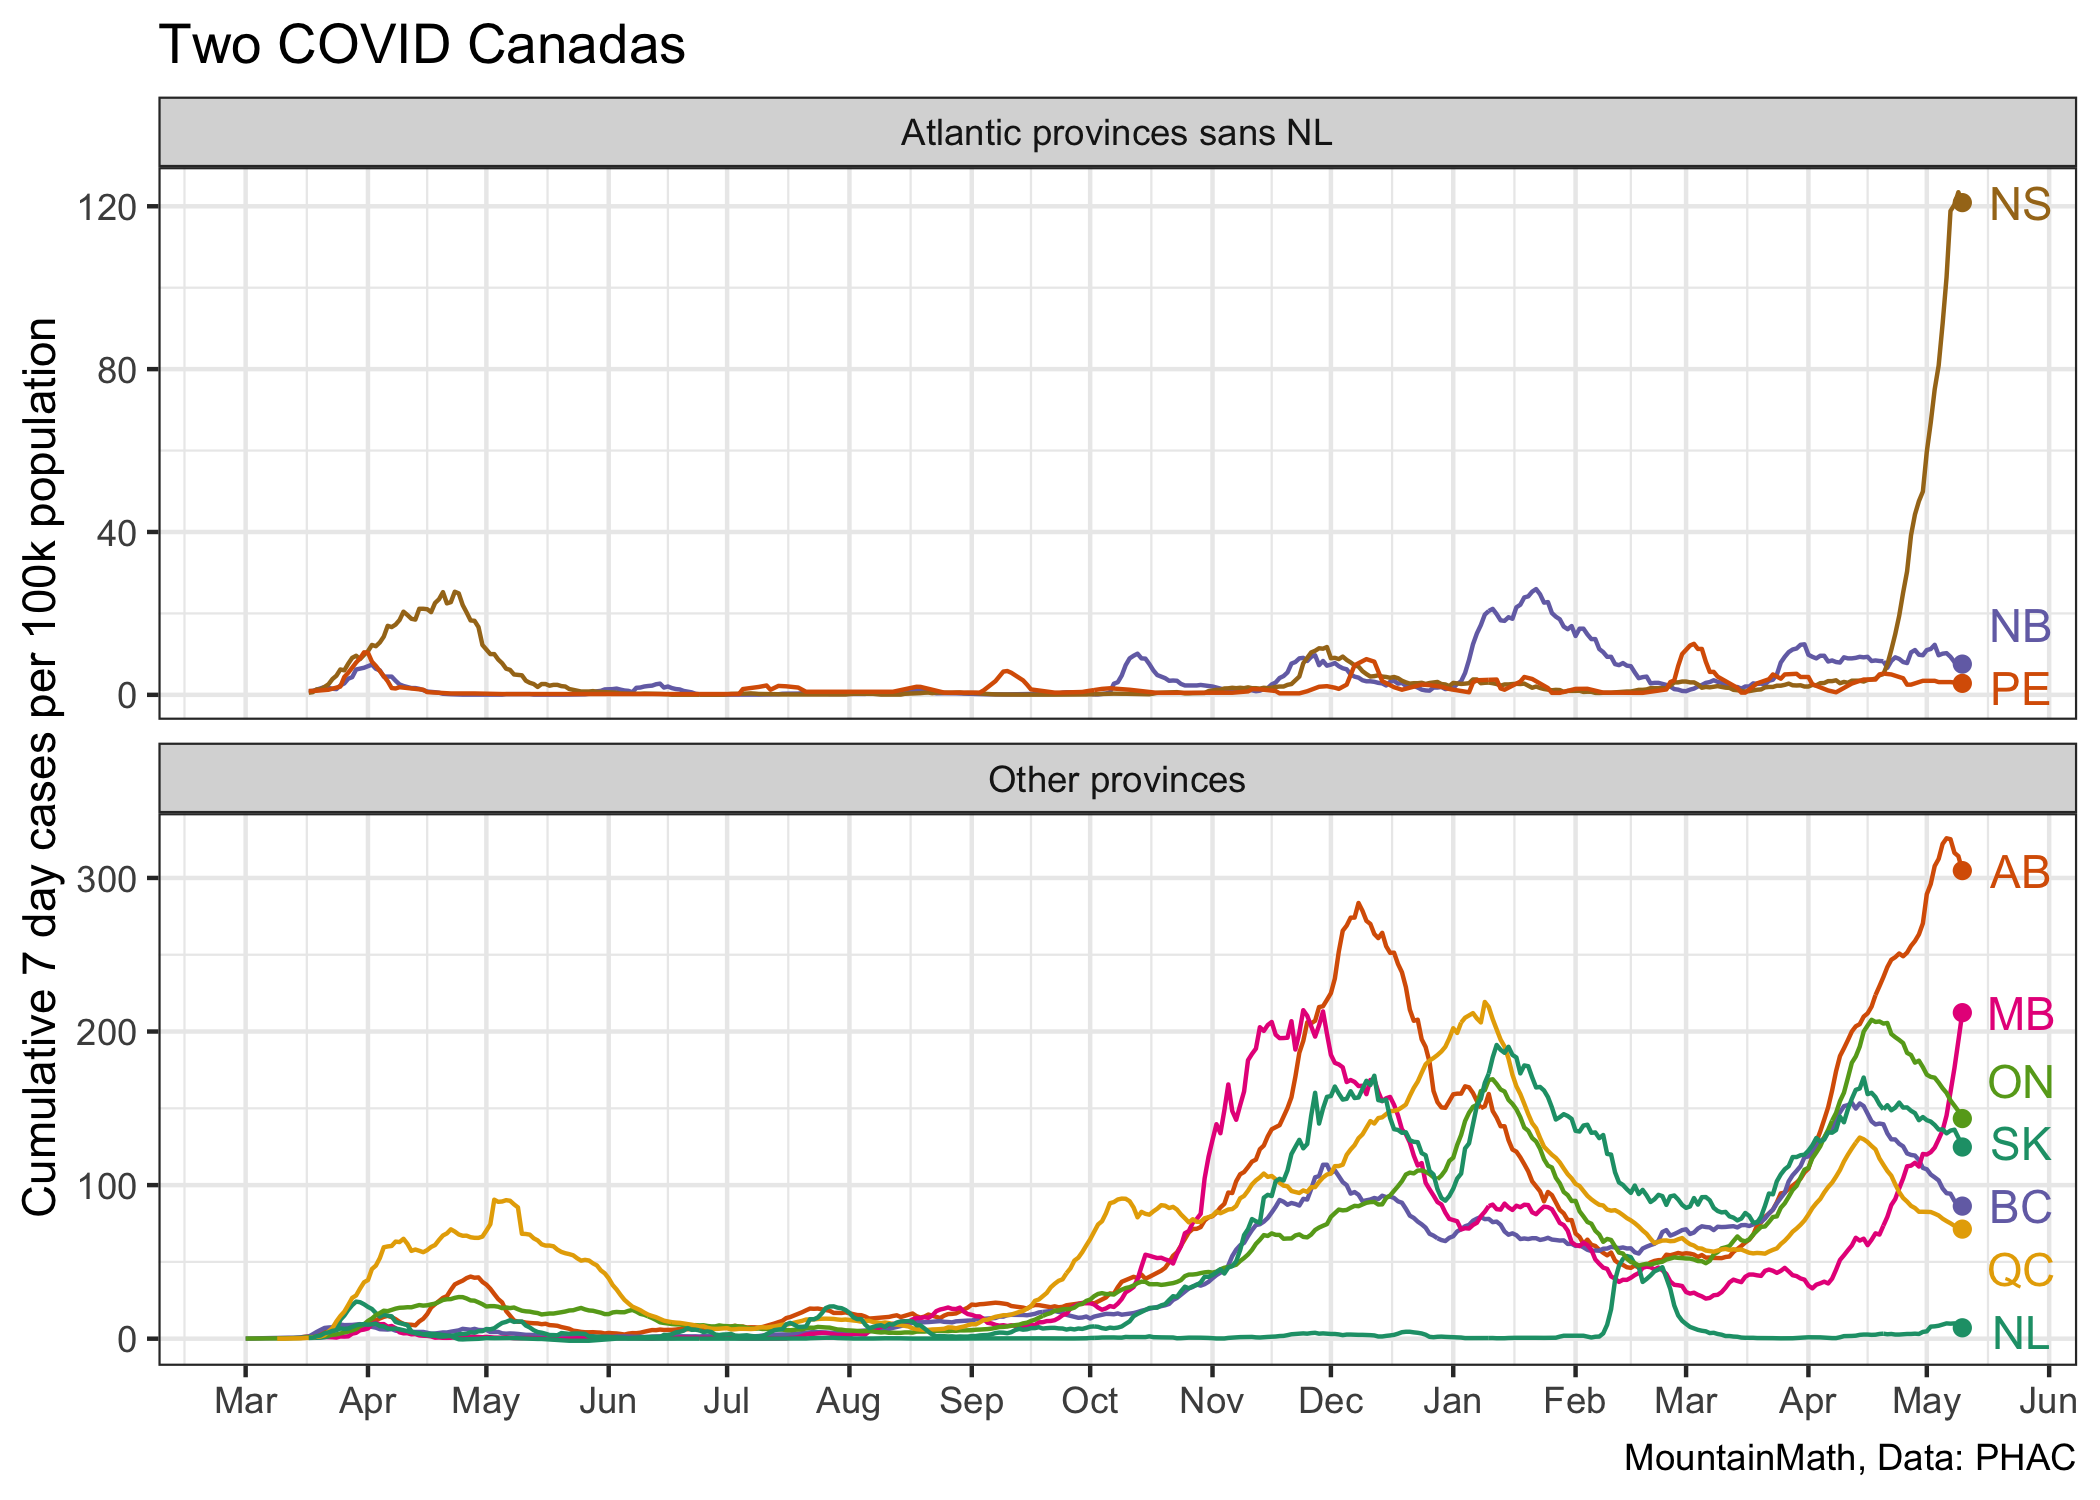 Two COVID Canadas
Atlantic provinces sans NL
Cumulative 7 day cases per 100k population
120
80
40
0
NS
NB
PE
Other provinces
300
200
100
0
AB
MB
ON
SK
BC
QC
NL
Mar Apr May Jun Jul Aug Sep Oct Nov Dec Jan Feb Mar Apr May Jun
MountainMath, Data: PHAC